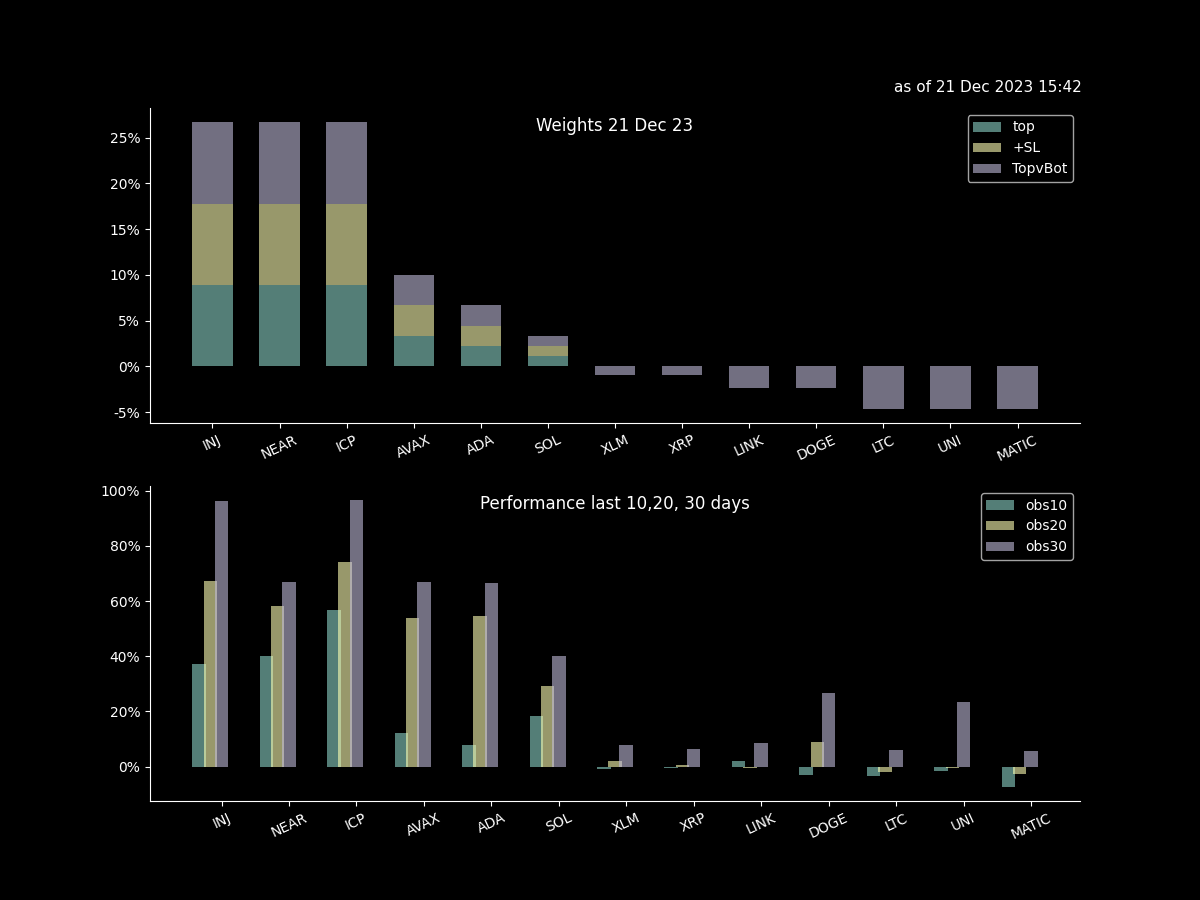 as of 21 Dec 2023 15:42
Weights 21 Dec 23
top
+SL
TopvBot
25%
20%
15%
10%
5%
0%
-5%
INJ NEAR ICP AVAX ADA SOL XLM XRP LINK DOGE LTC UNI MATIC
Performance last 10,20, 30 days
obs10
obs20
obs30
100%
80%
60%
40%
20%
0%
INJ NEAR ICP AVAX ADA SOL XLM XRP LINK DOGE LTC UNI MATIC